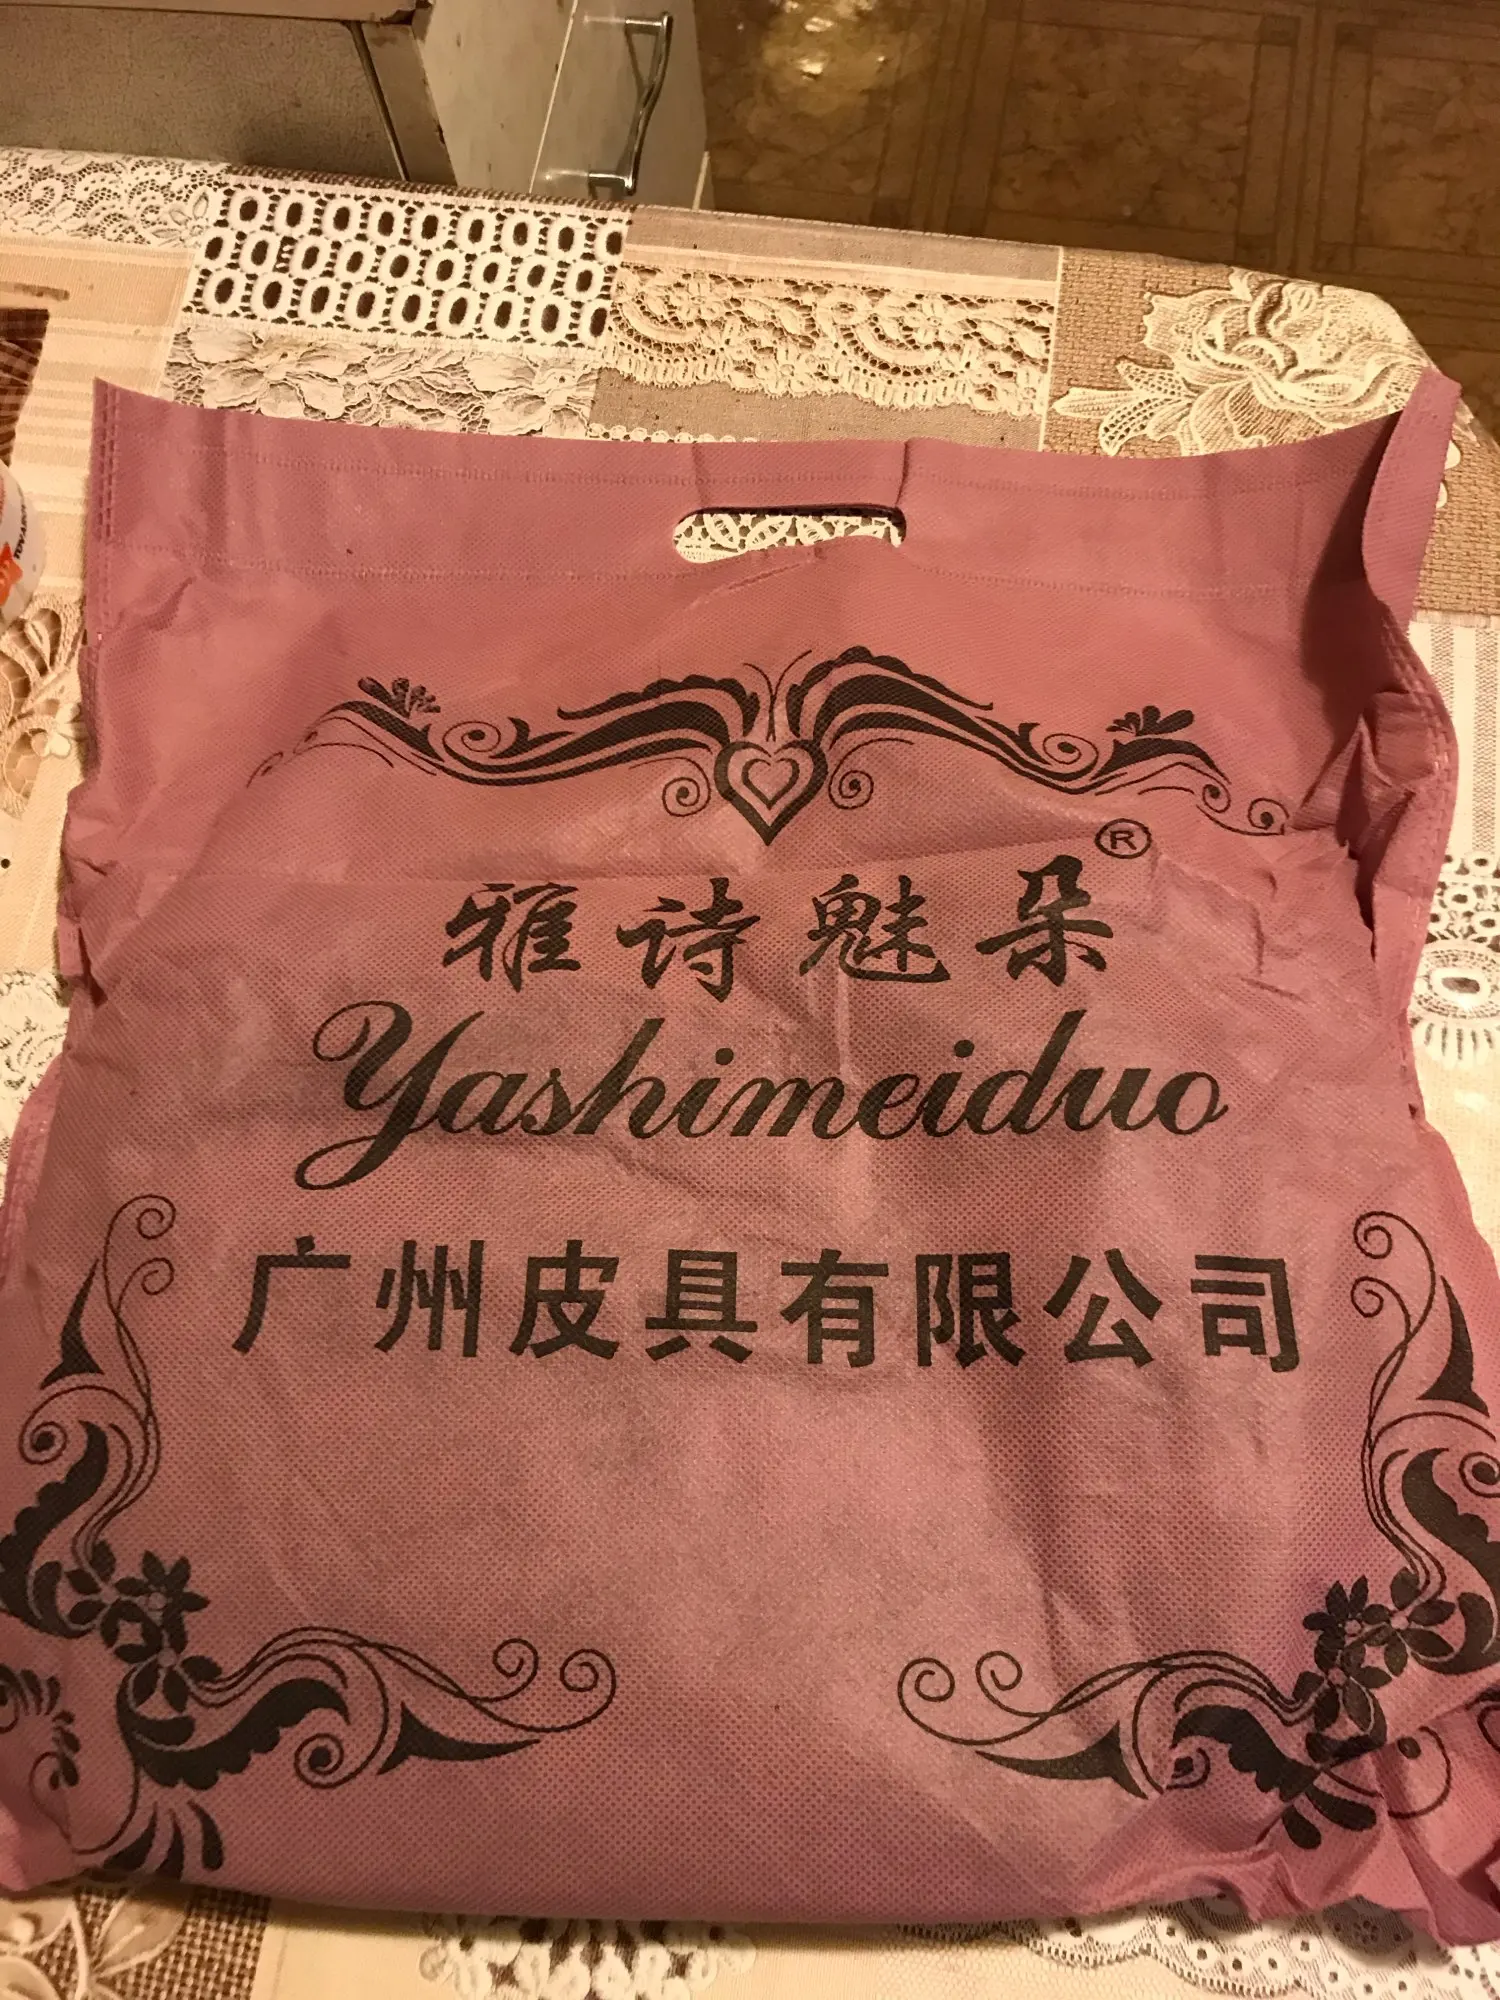 ®
雅诗魅朵
Yashimeiduo
广州皮具有限公司